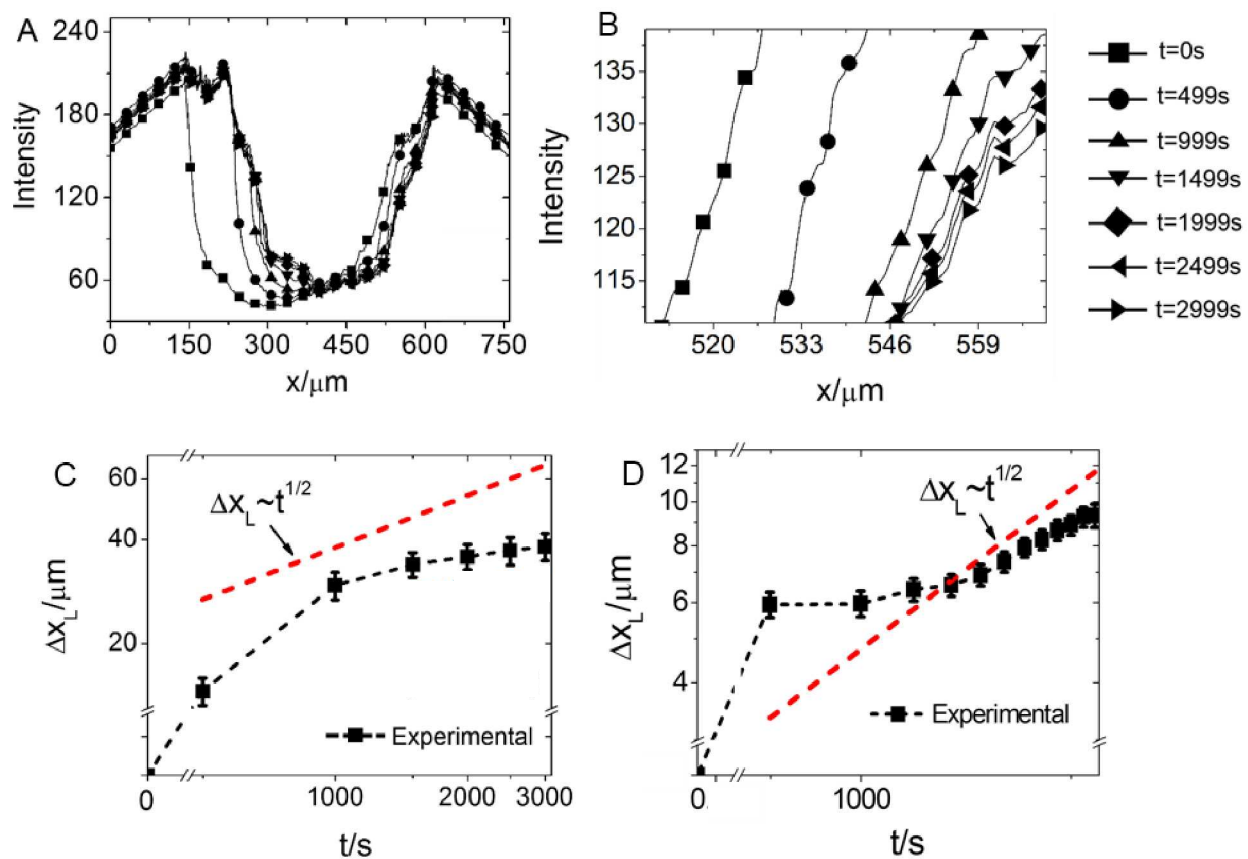 A
240
180
120
60
0
150
300
450
600
750
Intensity
x/μm
B
135
130
125
120
115
520
533
546
559
Intensity
x/μm
t=0s
t=499s
t=999s
t=1499s
t=1999s
t=2499s
t=2999s
C
60
40
20
ΔxL~t1/2
Experimental
0
1000
2000
3000
ΔxL/μm
t/s
D
12
10
8
6
4
ΔxL~t1/2
Experimental
0
1000
ΔxL/μm
t/s